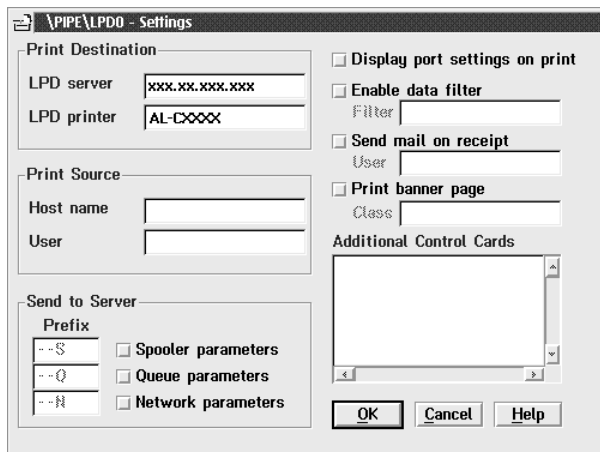 \PIPE\LPD0 - Settings
Print Destination
LPD server xxx.xx.xxx.xxx
LPD printer AL-CXXXX
Print Source
Host name
User
Send to Server
Prefix
--S Spooler parameters
--Q Queue parameters
--N Network parameters
Display port settings on print
Enable data filter
Filter
Send mail on receipt
User
Print banner page
Class
Additional Control Cards
OK Cancel Help